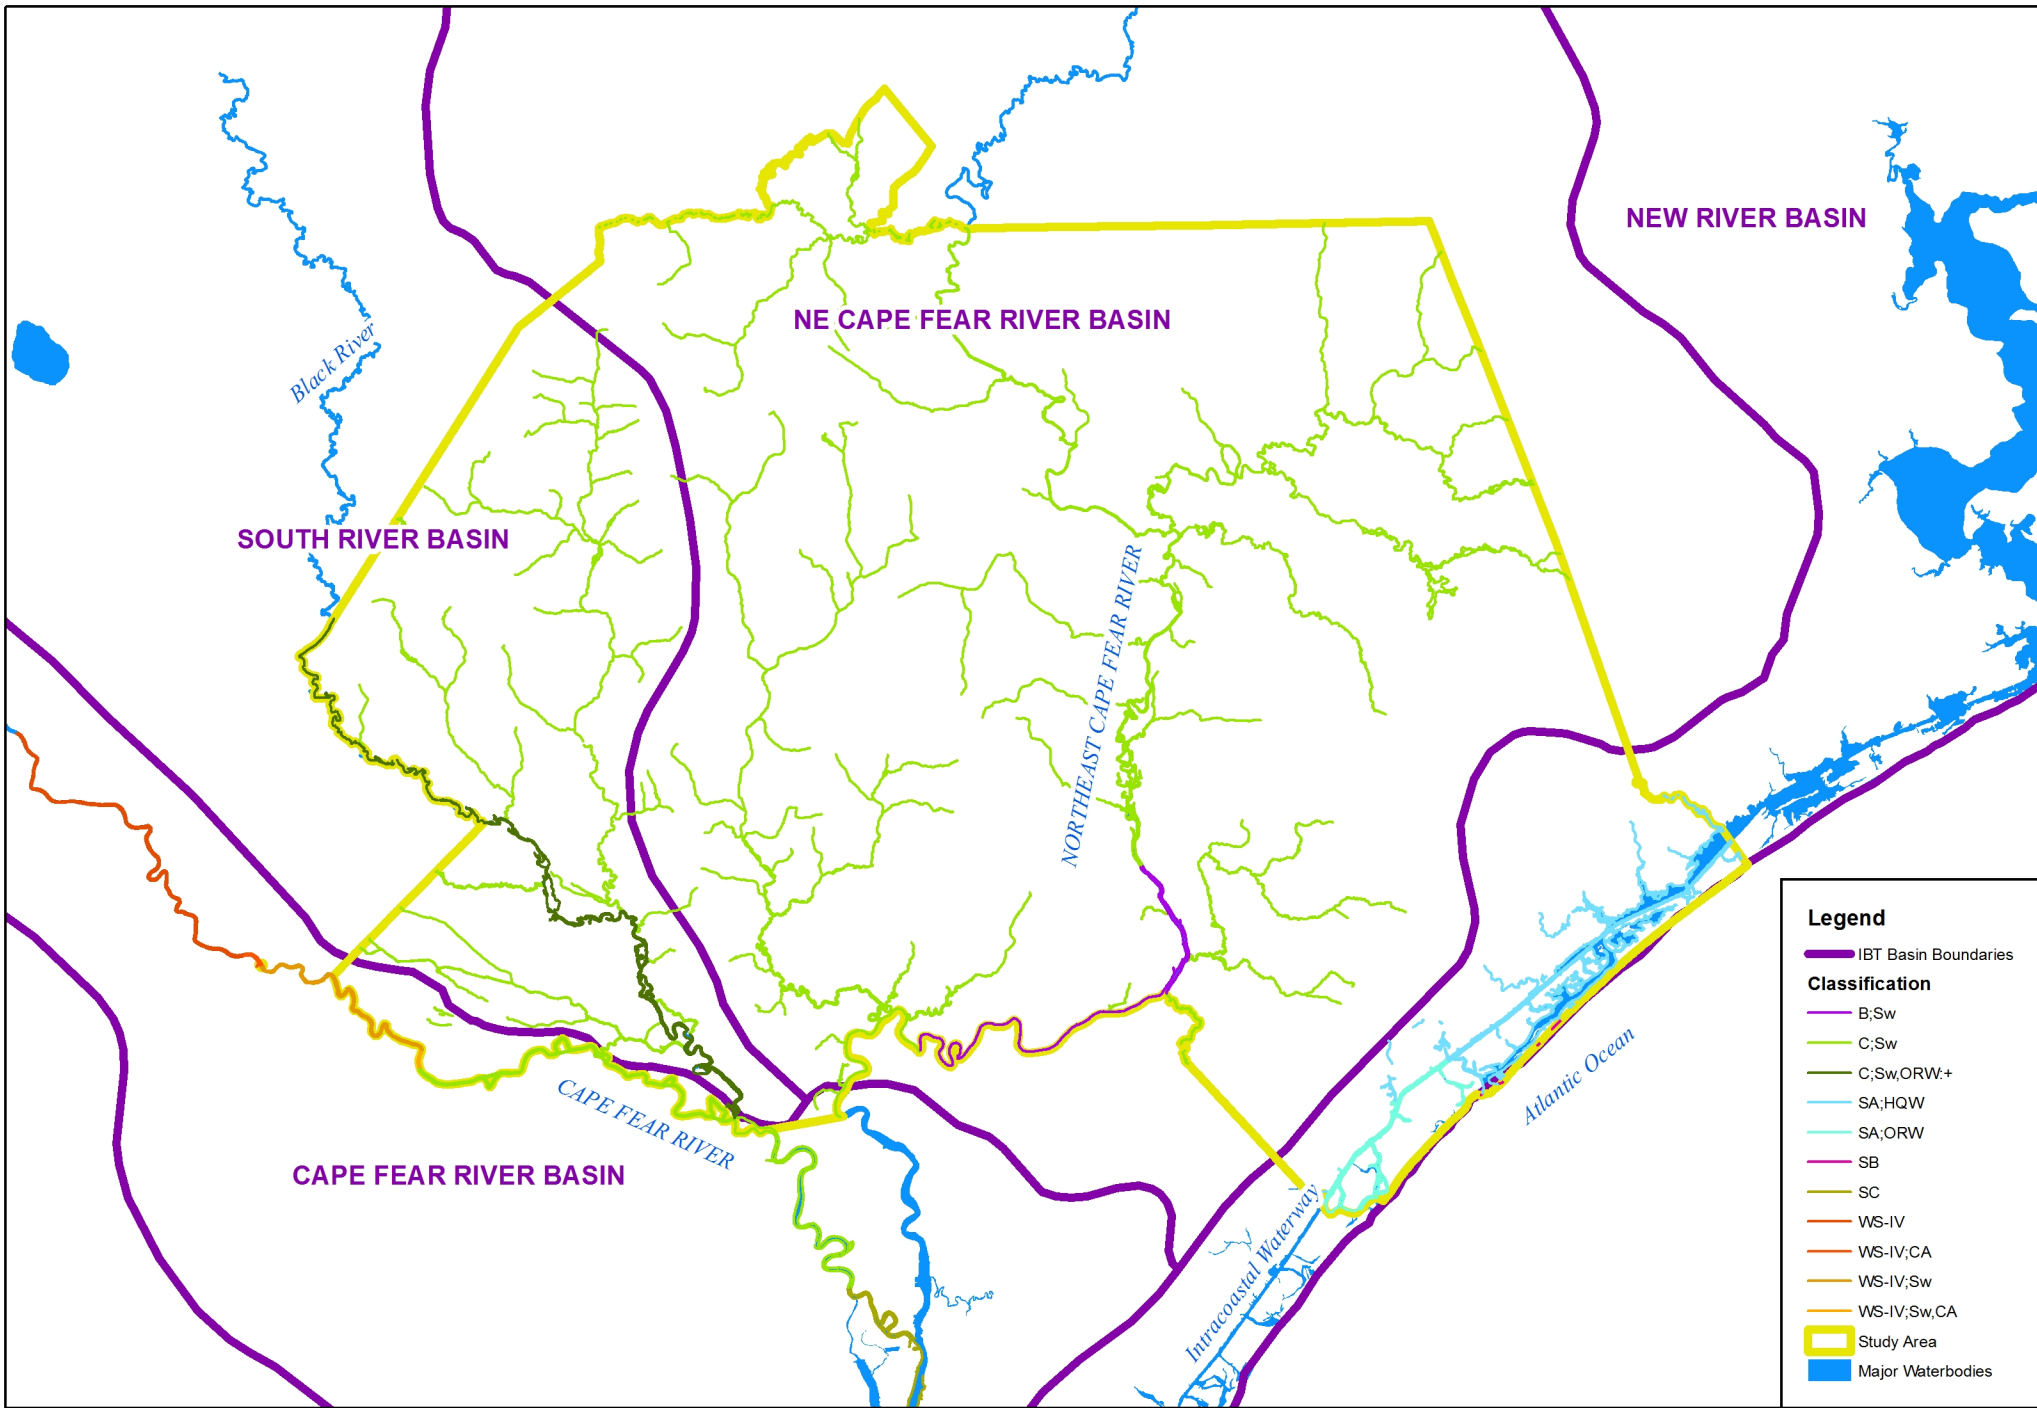 NEW RIVER BASIN
NE CAPE FEAR RIVER BASIN
Black River
SOUTH RIVER BASIN
NORTHEAST CAPE FEAR RIVER
CAPE FEAR RIVER
CAPE FEAR RIVER BASIN
Atlantic Ocean
Intracoastal Waterway
Legend
IBT Basin Boundaries
Classification
B;Sw
C;Sw
C;Sw,ORW:+
SA;HQW
SA;ORW
SB
SC
WS-IV
WS-IV;CA
WS-IV;Sw
WS-IV;Sw,CA
Study Area
Major Waterbodies